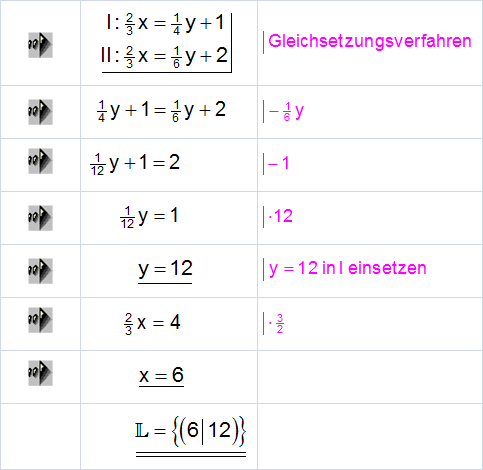 I: 2/3 x = 1/4 y + 1
II: 2/3 x = 1/6 y + 2 | Gleichsetzungsverfahren
1/4 y + 1 = 1/6 y + 2 | − 1/6 y
1/12 y + 1 = 2 | − 1
1/12 y = 1 | ·12
y = 12 | y = 12 in I einsetzen
2/3 x = 4 | · 3/2
x = 6
𝕃 = {(6|12)}